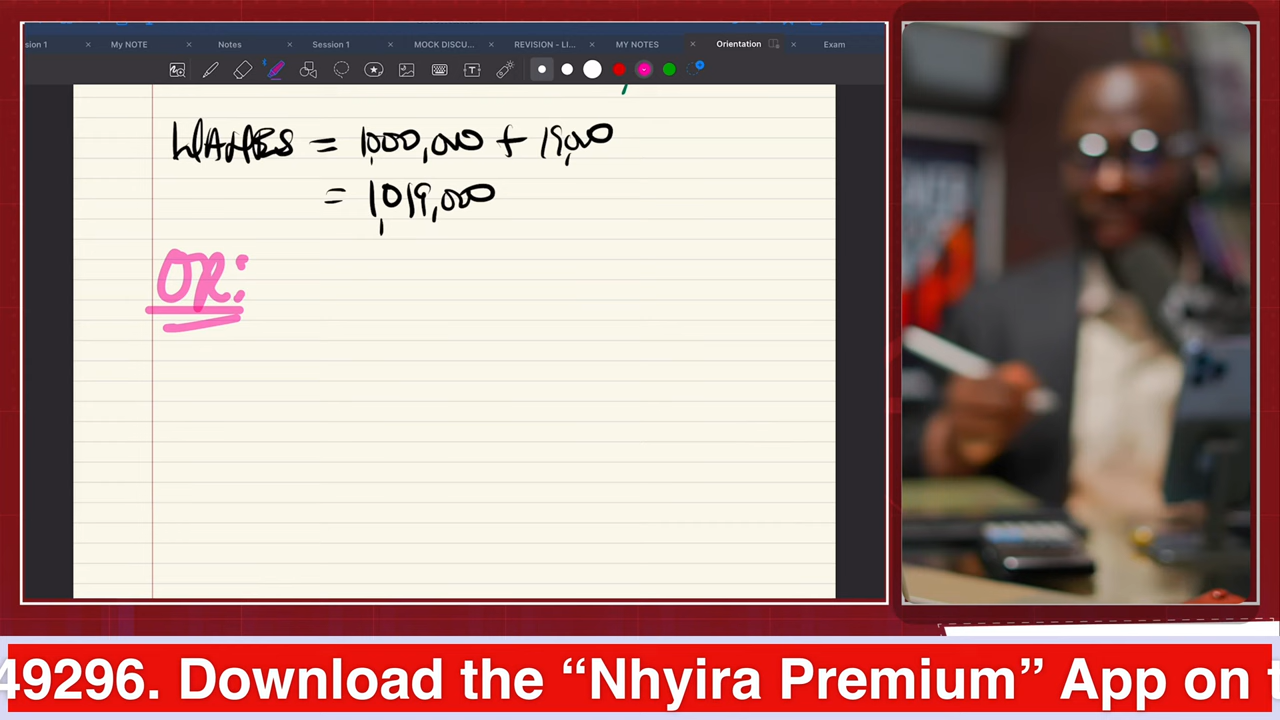 sion 1 My NOTE Notes Session 1 MOCK DISCU... REVISION - LI... MY NOTES Orientation Exam
= 1,000,000 + 19,000
= 1,019,000
OR:
49296. Download the “Nhyira Premium” App on t